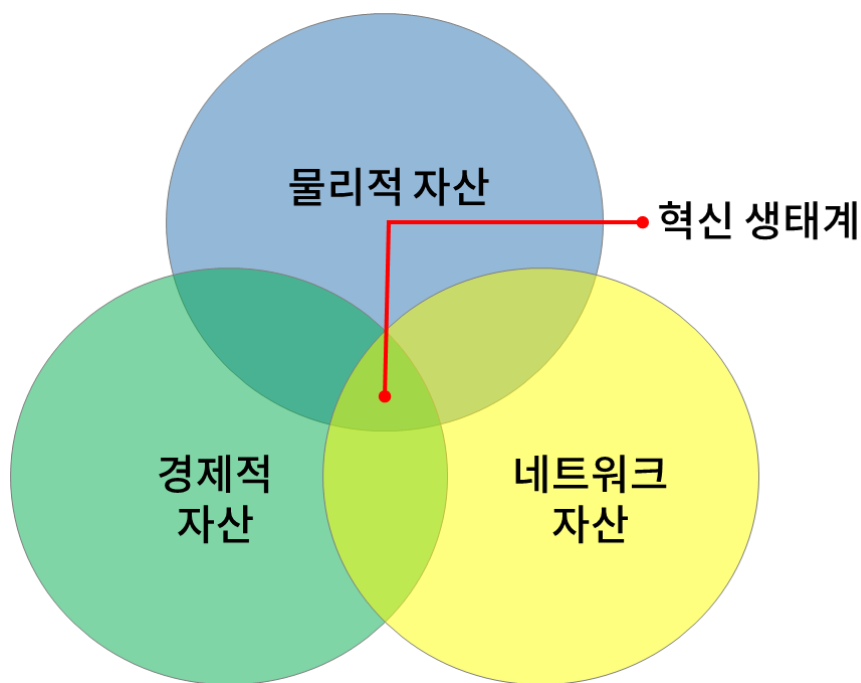 물리적 자산
혁신 생태계
경제적
자산
네트워크
자산